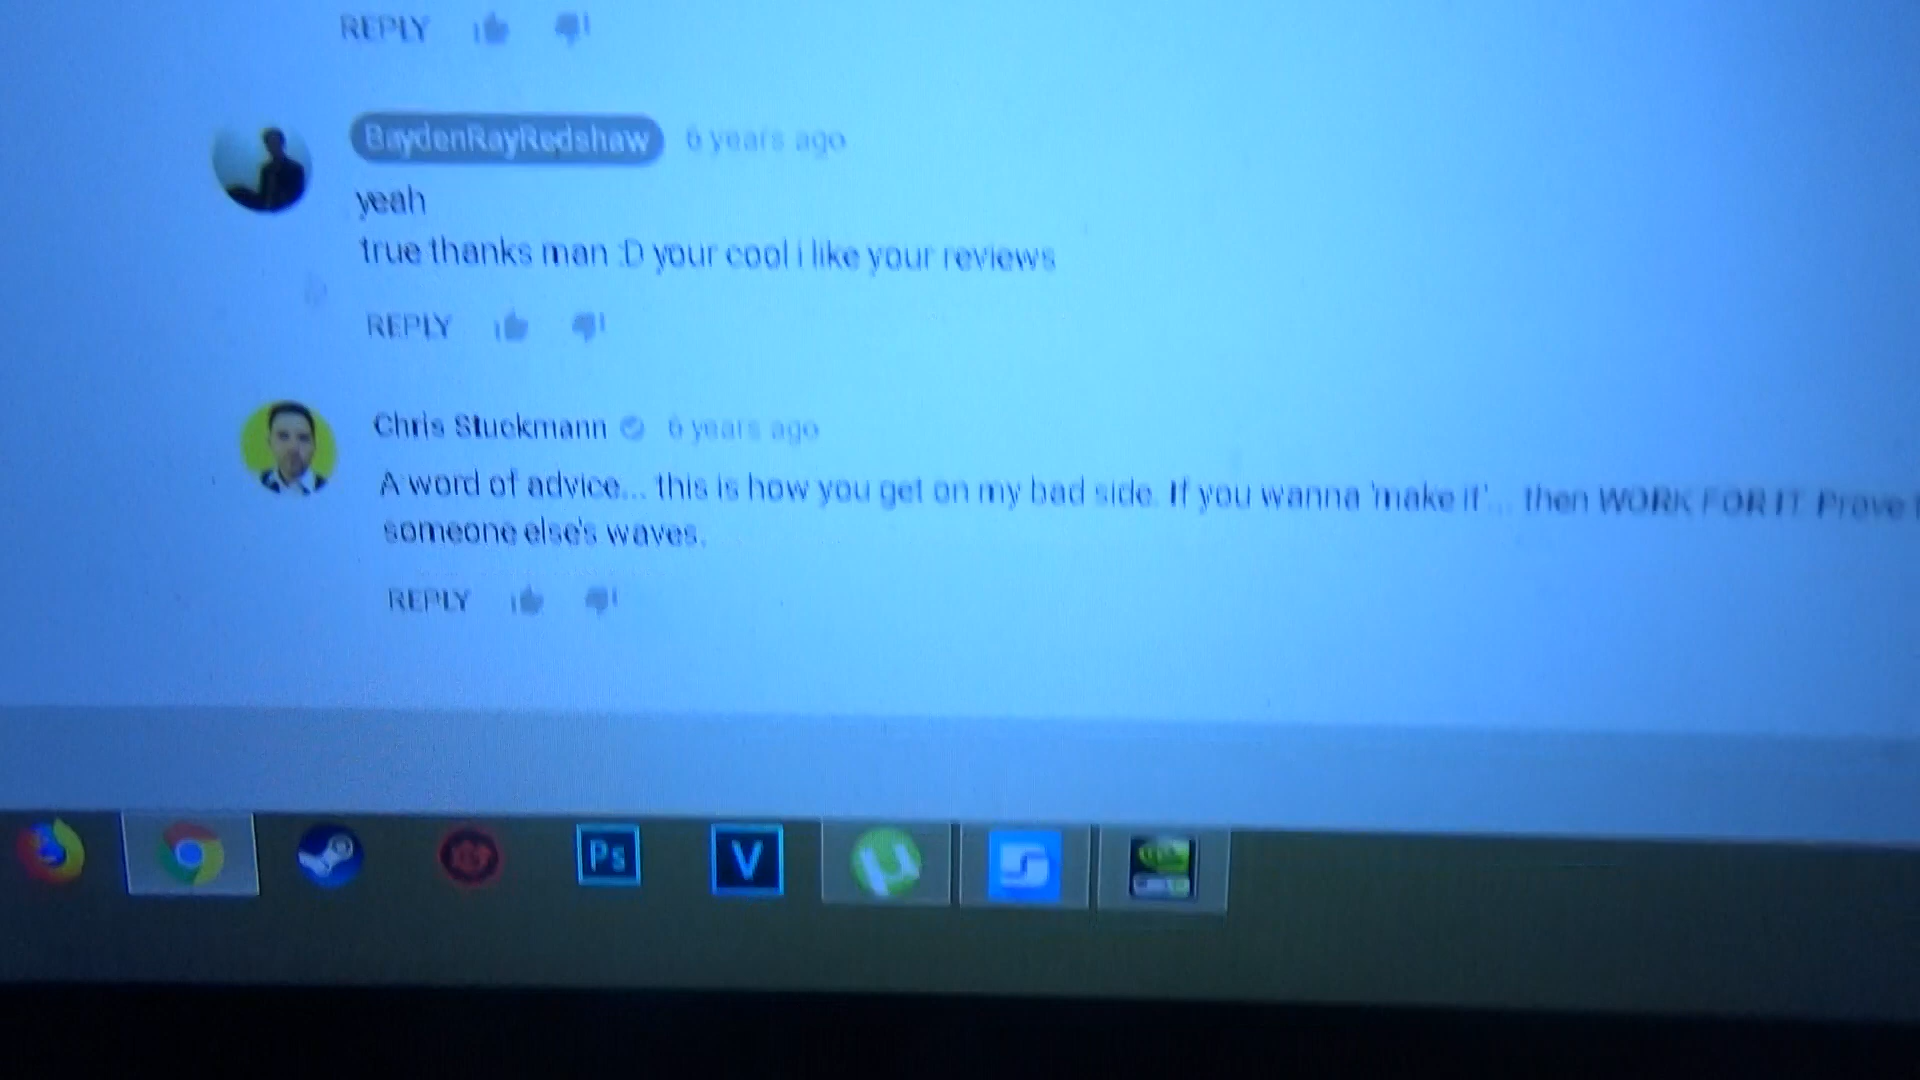 REPLY
BaydenRayRedshaw 6 years ago
yeah
true thanks man :D your cool i like your reviews
REPLY
Chris Stuckmann 6 years ago
A word of advice... this is how you get on my bad side. If you wanna 'make it'... then WORK FOR IT. Prove
someone else's waves.
REPLY
Ps
V